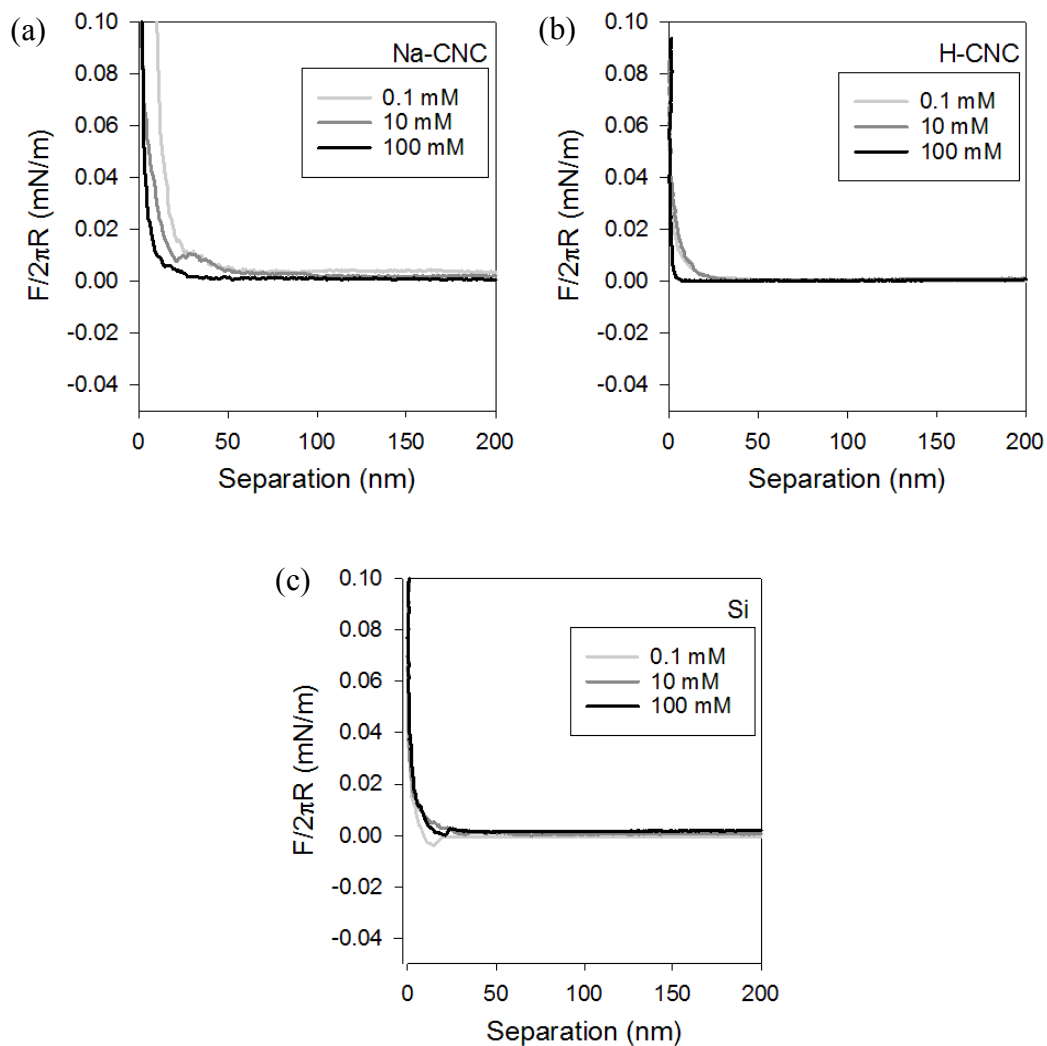 (a)
Na-CNC
0.1 mM
10 mM
100 mM
F/2πR (mN/m)
0.10
0.08
0.06
0.04
0.02
0.00
-0.02
-0.04
0 50 100 150 200
Separation (nm)
(b)
H-CNC
0.1 mM
10 mM
100 mM
F/2πR (mN/m)
0.10
0.08
0.06
0.04
0.02
0.00
-0.02
-0.04
0 50 100 150 200
Separation (nm)
(c)
Si
0.1 mM
10 mM
100 mM
F/2πR (mN/m)
0.10
0.08
0.06
0.04
0.02
0.00
-0.02
-0.04
0 50 100 150 200
Separation (nm)